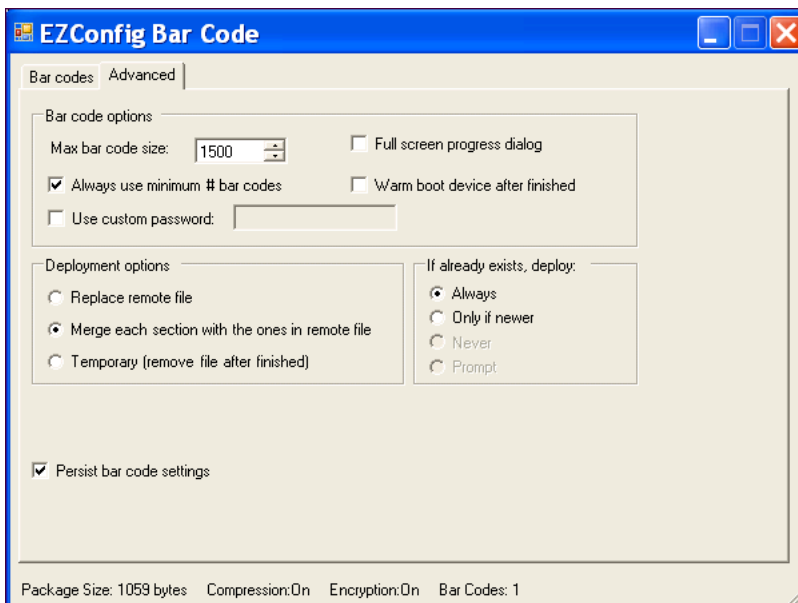 EZConfig Bar Code
Bar codes Advanced
Bar code options
Max bar code size: 1500 Full screen progress dialog
Always use minimum # bar codes Warm boot device after finished
Use custom password:
Deployment options If already exists, deploy:
Replace remote file Always
Merge each section with the ones in remote file Only if newer
Temporary (remove file after finished) Never
Prompt
Persist bar code settings
Package Size: 1059 bytes Compression:On Encryption:On Bar Codes: 1